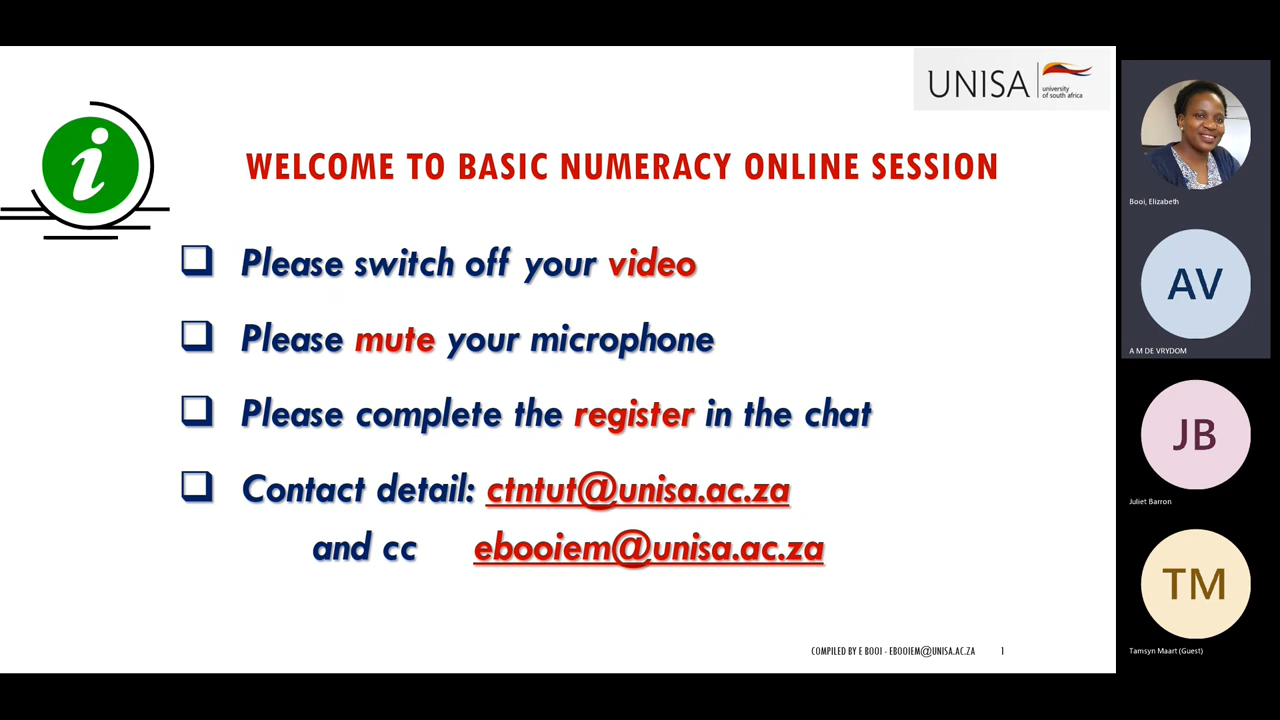 UNISA
university
of south africa
i
WELCOME TO BASIC NUMERACY ONLINE SESSION
Please switch off your video
Please mute your microphone
Please complete the register in the chat
Contact detail: ctntut@unisa.ac.za
and cc ebooiem@unisa.ac.za
COMPILED BY E BOOI - EBOOIEM@UNISA.AC.ZA 1
Booi, Elizabeth
AV
A M DE VRYDOM
JB
Juliet Barron
TM
Tamsyn Maart (Guest)